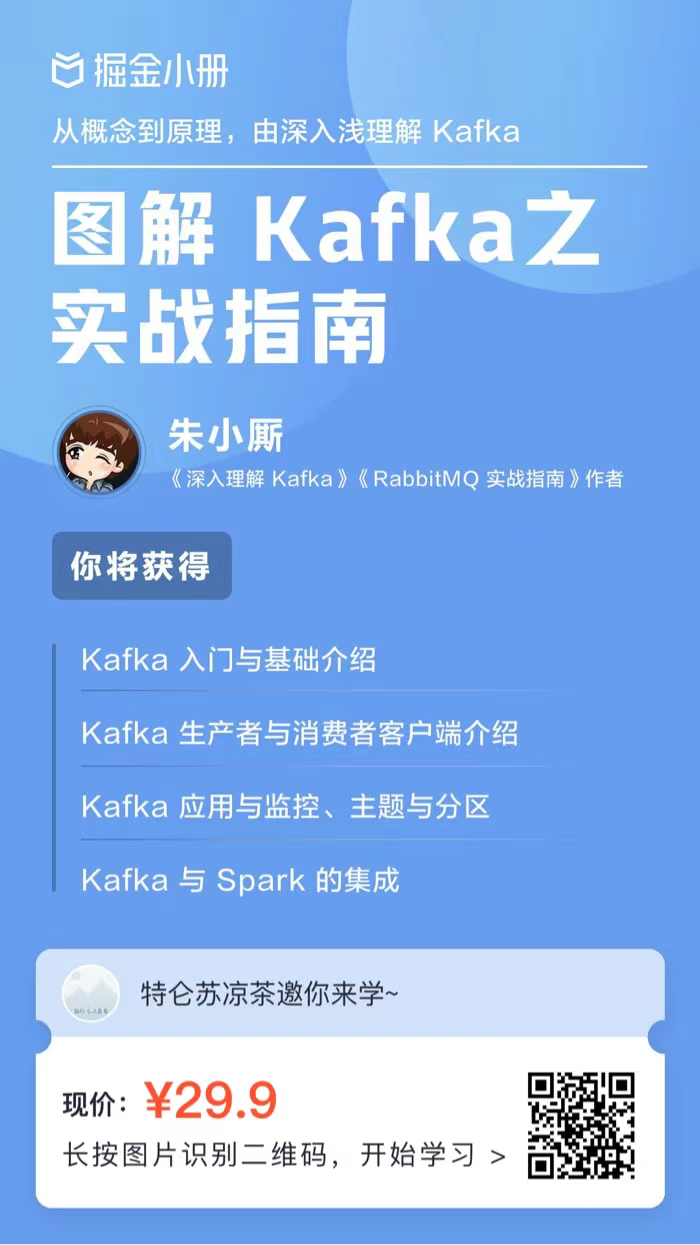 掘金小册
从概念到原理，由深入浅理解 Kafka
图解 Kafka之
实战指南
朱小厮
《深入理解 Kafka》《RabbitMQ 实战指南》作者
你将获得
Kafka 入门与基础介绍
Kafka 生产者与消费者客户端介绍
Kafka 应用与监控、主题与分区
Kafka 与 Spark 的集成
特仑苏凉茶邀你来学~
现价：¥29.9
长按图片识别二维码，开始学习 >